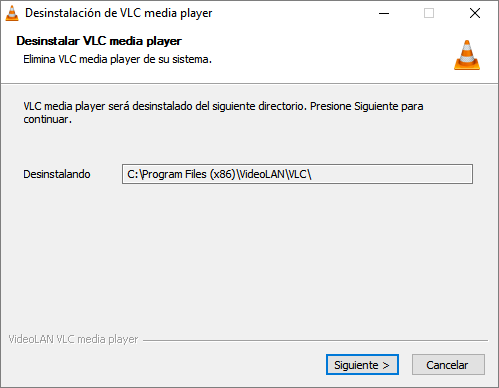 Desinstalación de VLC media player
Desinstalar VLC media player
Elimina VLC media player de su sistema.
VLC media player será desinstalado del siguiente directorio. Presione Siguiente para
continuar.
Desinstalando C:\Program Files (x86)\VideoLAN\VLC\
VideoLAN VLC media player
Siguiente > Cancelar